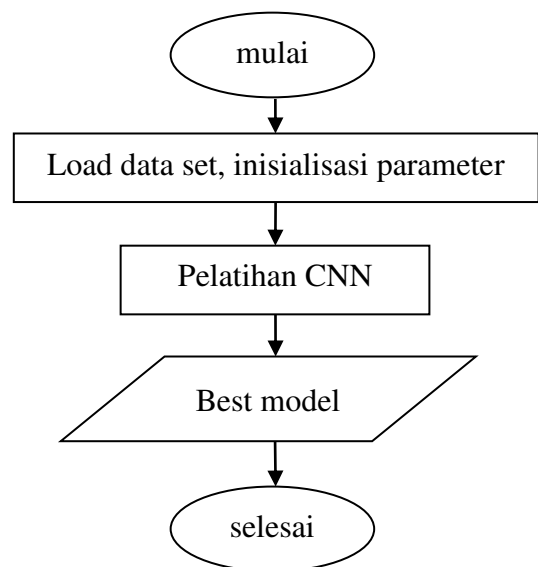 mulai
Load data set, inisialisasi parameter
Pelatihan CNN
Best model
selesai